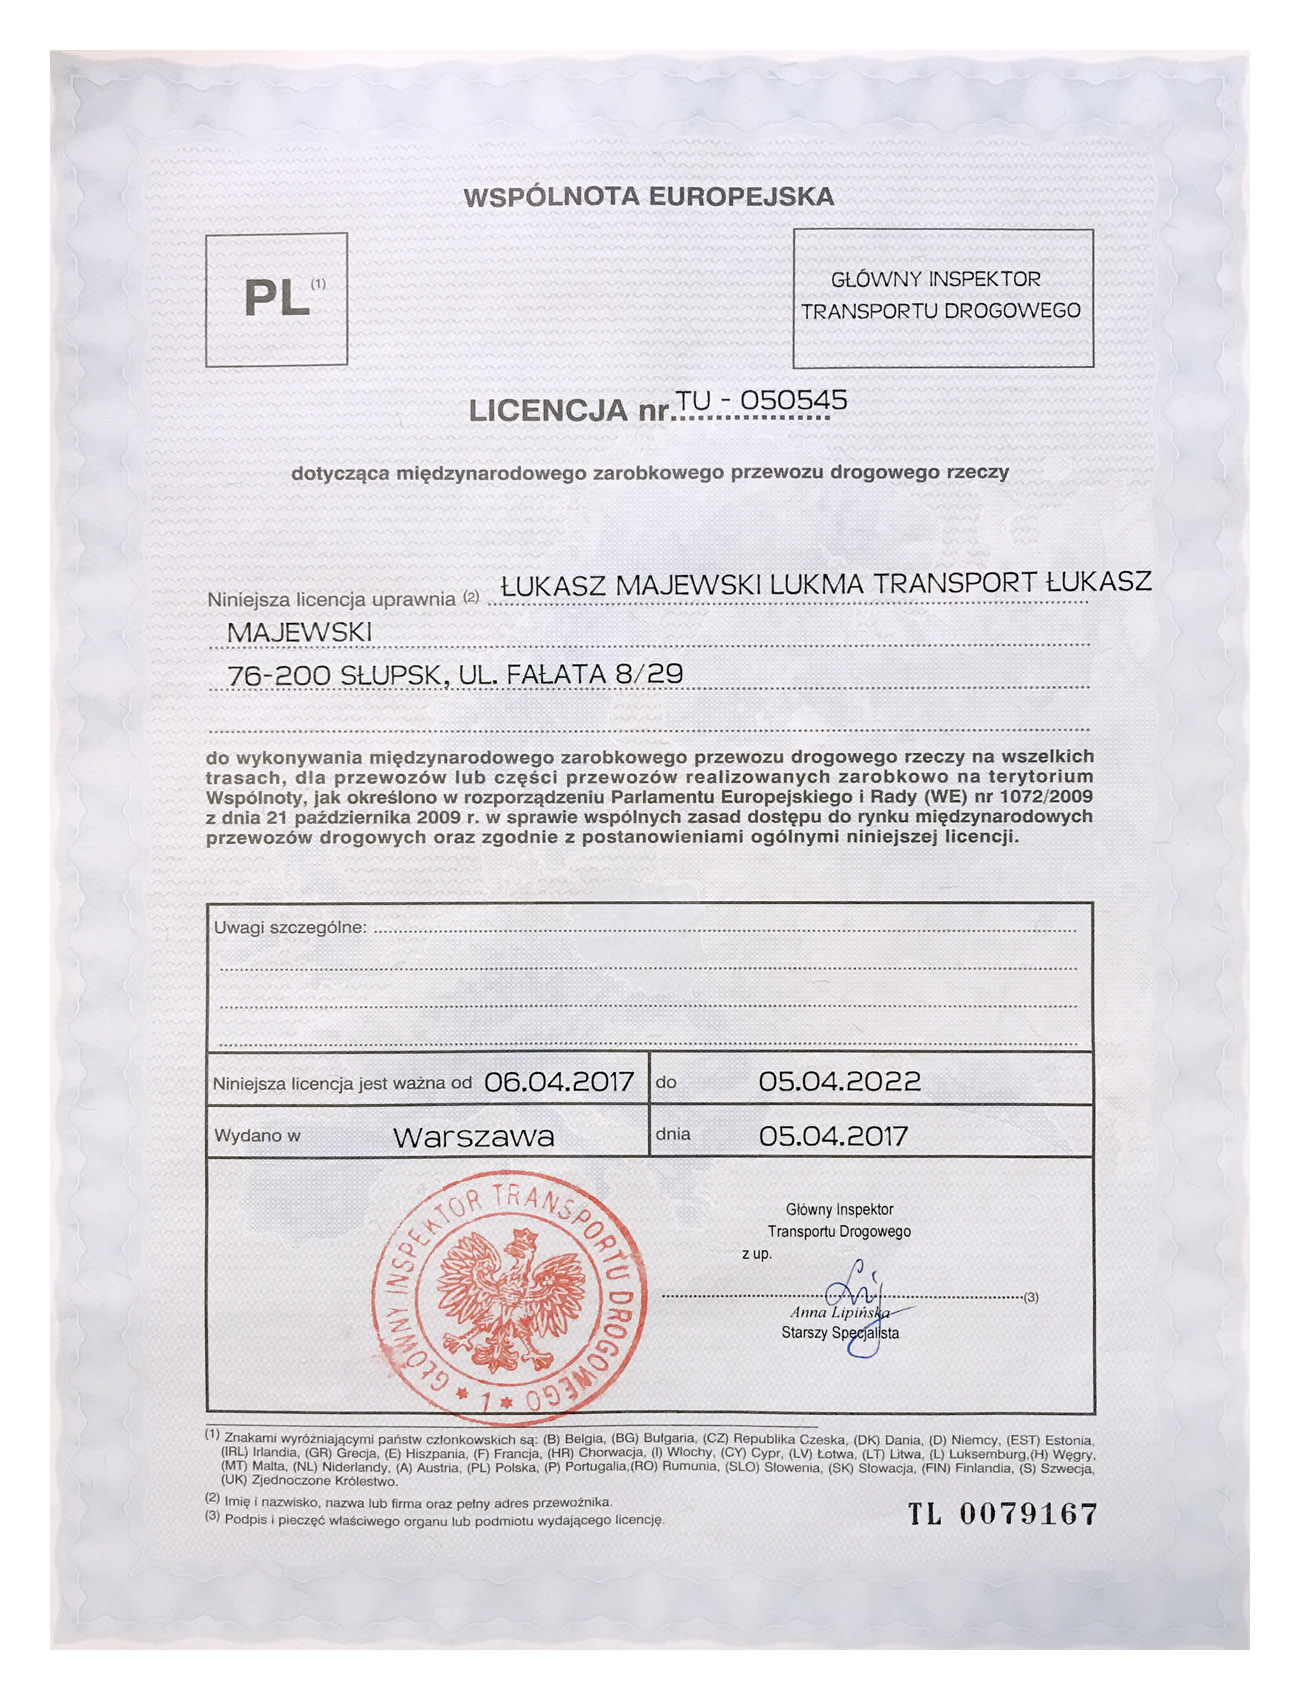 WSPÓLNOTA EUROPEJSKA
PL (1)
GŁÓWNY INSPEKTOR
TRANSPORTU DROGOWEGO
LICENCJA nr TU - 050545
dotycząca międzynarodowego zarobkowego przewozu drogowego rzeczy
Niniejsza licencja uprawnia (2) ŁUKASZ MAJEWSKI LUKMA TRANSPORT ŁUKASZ
MAJEWSKI
76-200 SŁUPSK, UL. FAŁATA 8/29
do wykonywania międzynarodowego zarobkowego przewozu drogowego rzeczy na wszelkich
trasach, dla przewozów lub części przewozów realizowanych zarobkowo na terytorium
Wspólnoty, jak określono w rozporządzeniu Parlamentu Europejskiego i Rady (WE) nr 1072/2009
z dnia 21 października 2009 r. w sprawie wspólnych zasad dostępu do rynku międzynarodowych
przewozów drogowych oraz zgodnie z postanowieniami ogólnymi niniejszej licencji.
Uwagi szczególne:
Niniejsza licencja jest ważna od 06.04.2017 do 05.04.2022
Wydano w Warszawa dnia 05.04.2017
GŁÓWNY INSPEKTOR TRANSPORTU DROGOWEGO * 1 *
Główny Inspektor
Transportu Drogowego
z up.
(3)
Anna Lipińska
Starszy Specjalista
(1) Znakami wyróżniającymi państw członkowskich są: (B) Belgia, (BG) Bulgaria, (CZ) Republika Czeska, (DK) Dania, (D) Niemcy, (EST) Estonia,
(IRL) Irlandia, (GR) Grecja, (E) Hiszpania, (F) Francja, (HR) Chorwacja, (I) Włochy, (CY) Cypr, (LV) Łotwa, (LT) Litwa, (L) Luksemburg,(H) Węgry,
(MT) Malta, (NL) Niderlandy, (A) Austria, (PL) Polska, (P) Portugalia,(RO) Rumunia, (SLO) Słowenia, (SK) Słowacja, (FIN) Finlandia, (S) Szwecja,
(UK) Zjednoczone Królestwo.
(2) Imię i nazwisko, nazwa lub firma oraz pełny adres przewoźnika.
(3) Podpis i pieczęć właściwego organu lub podmiotu wydającego licencję.
TL 0079167